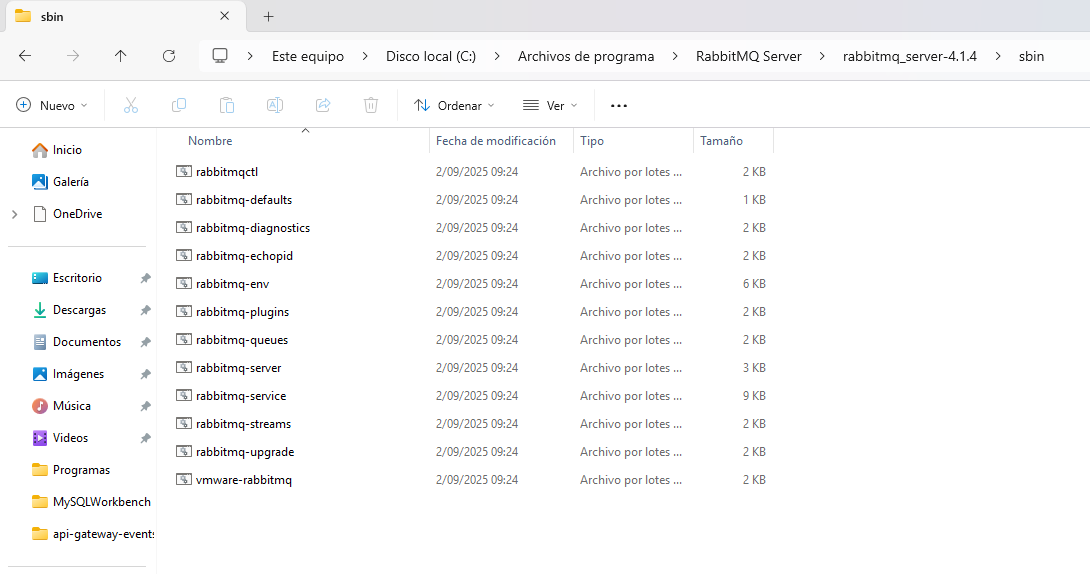 sbin
Este equipo > Disco local (C:) > Archivos de programa > RabbitMQ Server > rabbitmq_server-4.1.4 > sbin
Nuevo Ordenar Ver
Inicio
Galería
OneDrive
Escritorio
Descargas
Documentos
Imágenes
Música
Videos
Programas
MySQLWorkbench
api-gateway-events
Nombre Fecha de modificación Tipo Tamaño
rabbitmqctl 2/09/2025 09:24 Archivo por lotes ... 2 KB
rabbitmq-defaults 2/09/2025 09:24 Archivo por lotes ... 1 KB
rabbitmq-diagnostics 2/09/2025 09:24 Archivo por lotes ... 2 KB
rabbitmq-echopid 2/09/2025 09:24 Archivo por lotes ... 2 KB
rabbitmq-env 2/09/2025 09:24 Archivo por lotes ... 6 KB
rabbitmq-plugins 2/09/2025 09:24 Archivo por lotes ... 2 KB
rabbitmq-queues 2/09/2025 09:24 Archivo por lotes ... 2 KB
rabbitmq-server 2/09/2025 09:24 Archivo por lotes ... 3 KB
rabbitmq-service 2/09/2025 09:24 Archivo por lotes ... 9 KB
rabbitmq-streams 2/09/2025 09:24 Archivo por lotes ... 2 KB
rabbitmq-upgrade 2/09/2025 09:24 Archivo por lotes ... 2 KB
vmware-rabbitmq 2/09/2025 09:24 Archivo por lotes ... 2 KB